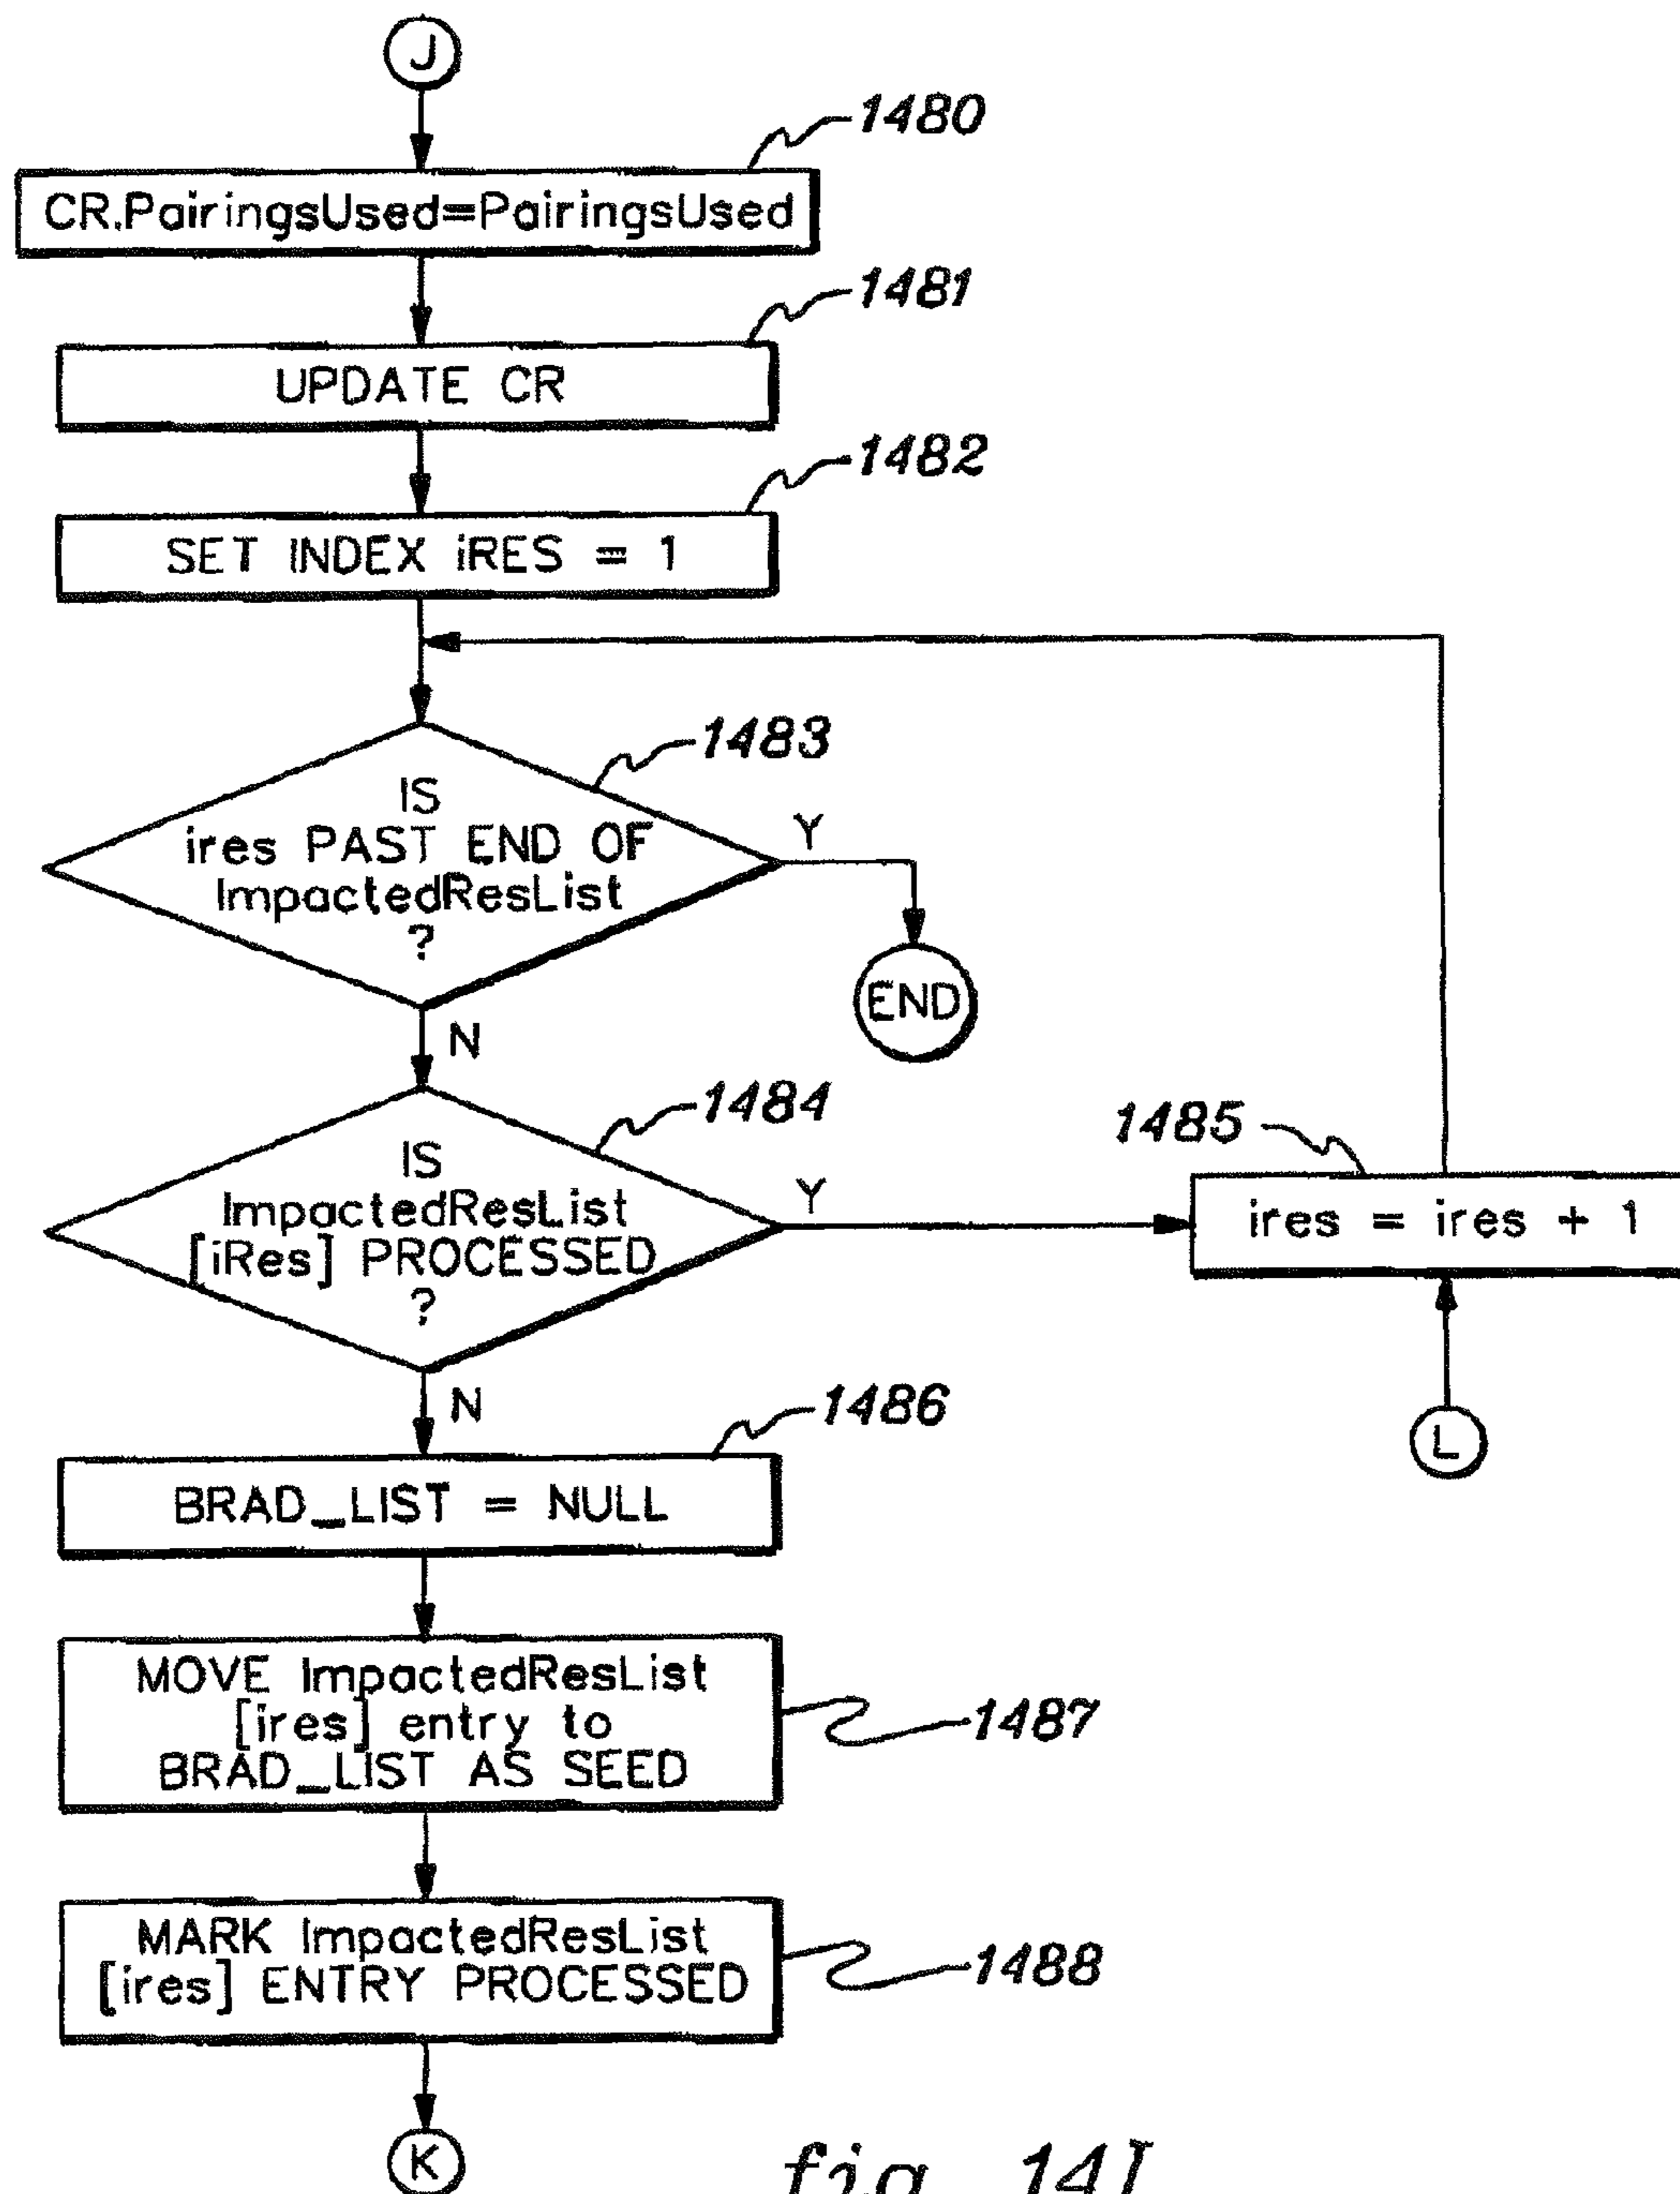 J
1480
CR.PairingsUsed=PairingsUsed
1481
UPDATE CR
1482
SET INDEX iRES = 1
1483
IS
ires PAST END OF
ImpactedResList
?
Y
END
N
1484
IS
ImpactedResList
[iRes] PROCESSED
?
Y
1485
ires = ires + 1
L
N
1486
BRAD_LIST = NULL
MOVE ImpactedResList
[ires] entry to
BRAD_LIST AS SEED
1487
MARK ImpactedResList
[ires] ENTRY PROCESSED
1488
K